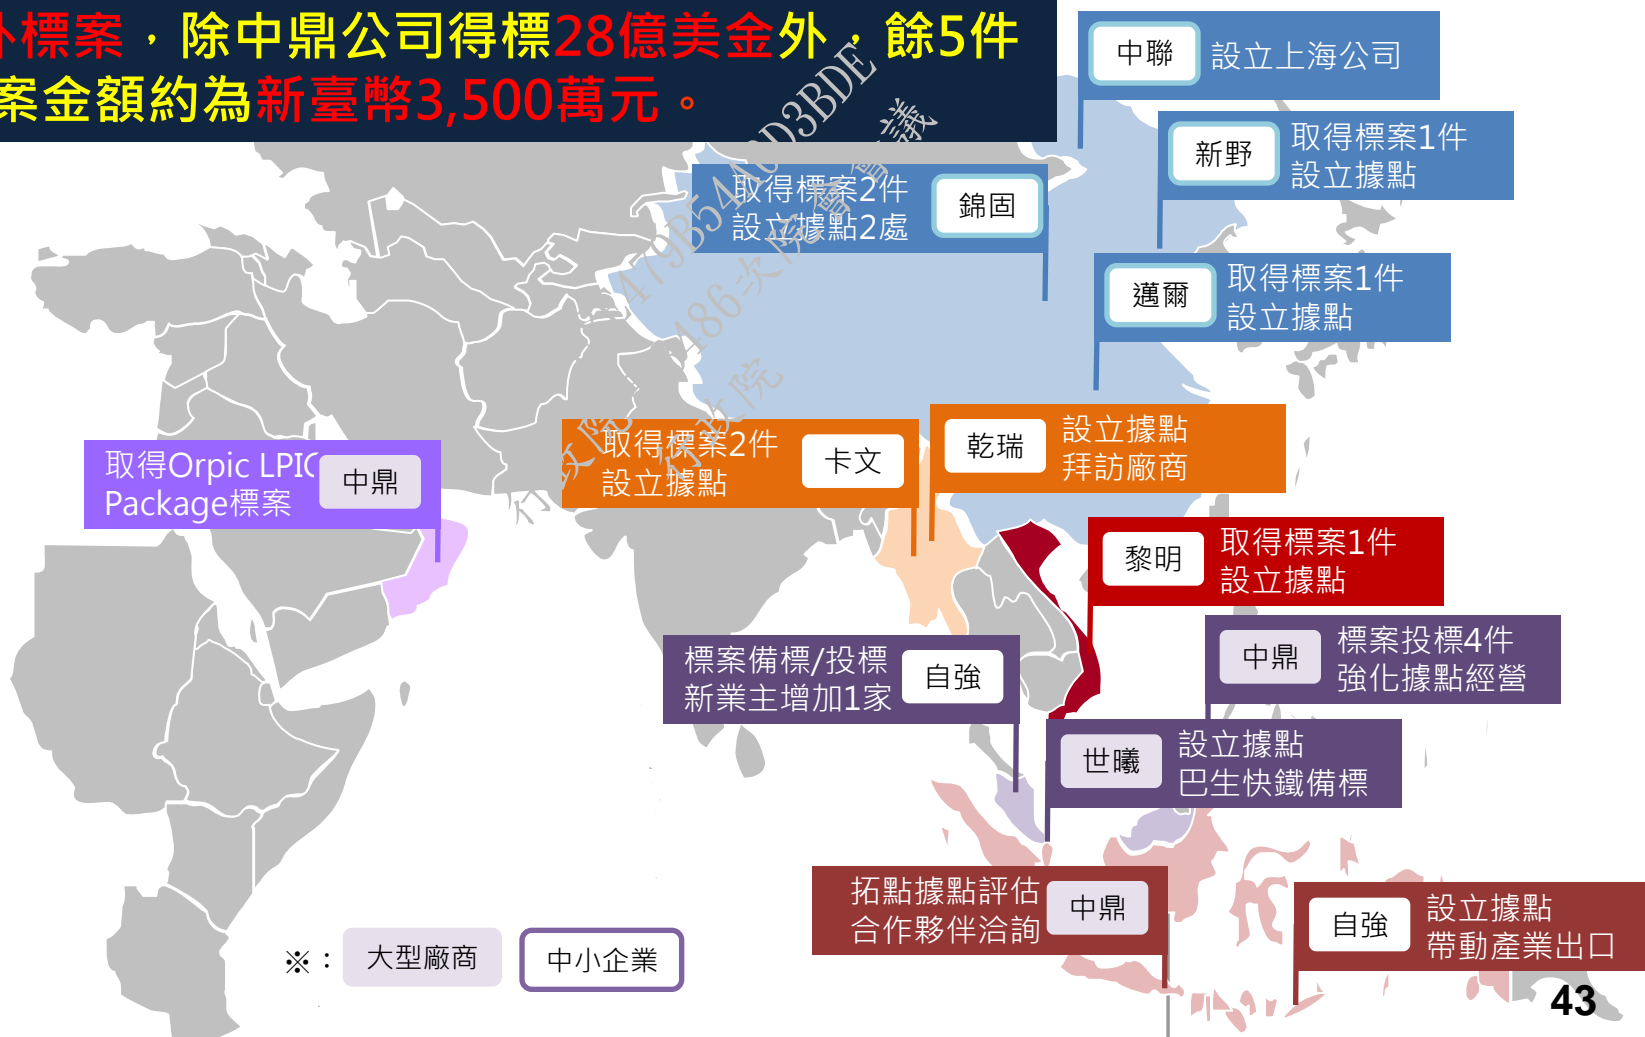 外標案，除中鼎公司得標28億美金外，餘5件
案金額約為新臺幣3,500萬元。
中聯
設立上海公司
新野
取得標案1件
設立據點
取得標案2件
設立據點2處
錦固
邁爾
取得標案1件
設立據點
取得標案2件
設立據點
卡文
乾瑞
設立據點
拜訪廠商
取得Orpic LPIC
Package標案
中鼎
黎明
取得標案1件
設立據點
中鼎
標案投標4件
強化據點經營
標案備標/投標
新業主增加1家
自強
世曦
設立據點
巴生快鐵備標
拓點據點評估
合作夥伴洽詢
中鼎
自強
設立據點
帶動產業出口
※：
大型廠商
中小企業
43
行政院